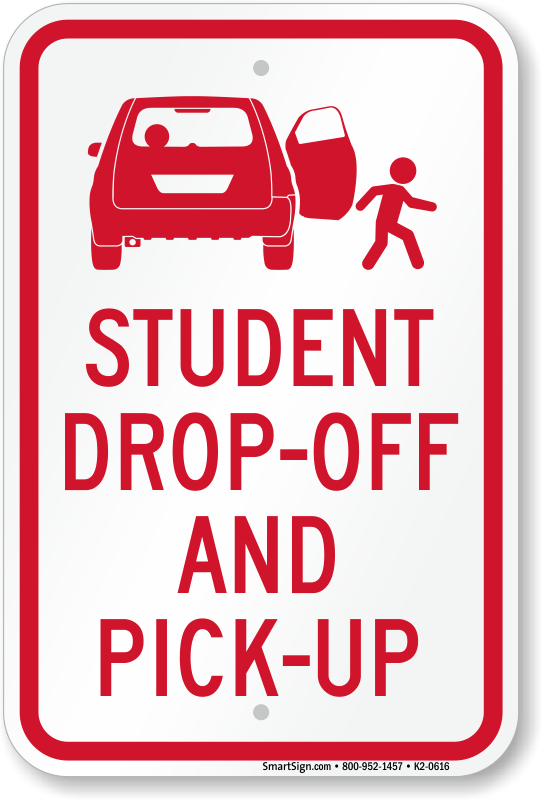 STUDENT
DROP-OFF
AND
PICK-UP
SmartSign.com • 800-952-1457 • K2-0616